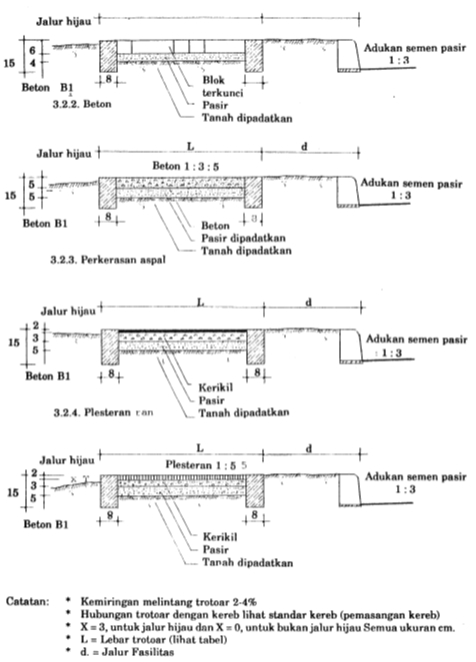 Jalur hijau
15 6 4
Adukan semen pasir
1 : 3
Beton B1 8 Blok terkunci
Pasir
Tanah dipadatkan
3.2.2. Beton
Jalur hijau L d
Beton 1 : 3 : 5
15 5 5
Adukan semen pasir
1 : 3
Beton B1 8 Beton 8
Pasir dipadatkan
Tanah dipadatkan
3.2.3. Perkerasan aspal
Jalur hijau L d
15 2 3 5
Adukan semen pasir
1 : 3
Beton B1 8 8
Kerikil
Pasir
Tanah dipadatkan
3.2.4. Plesteran
Jalur hijau L d
Plesteran 1 : 5
15 2 3 5 X
Adukan semen pasir
1 : 3
Beton B1 8 8
Kerikil
Pasir
Tanah dipadatkan
Catatan: * Kemiringan melintang trotoar 2-4%
* Hubungan trotoar dengan kereb lihat standar kereb (pemasangan kereb)
* X = 3, untuk jalur hijau dan X = 0, untuk bukan jalur hijau Semua ukuran cm.
* L = Lebar trotoar (lihat tabel)
* d. = Jalur Fasilitas